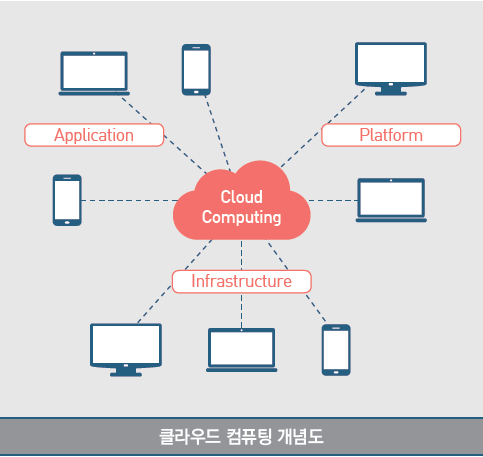 Application
Platform
Cloud
Computing
Infrastructure
클라우드 컴퓨팅 개념도